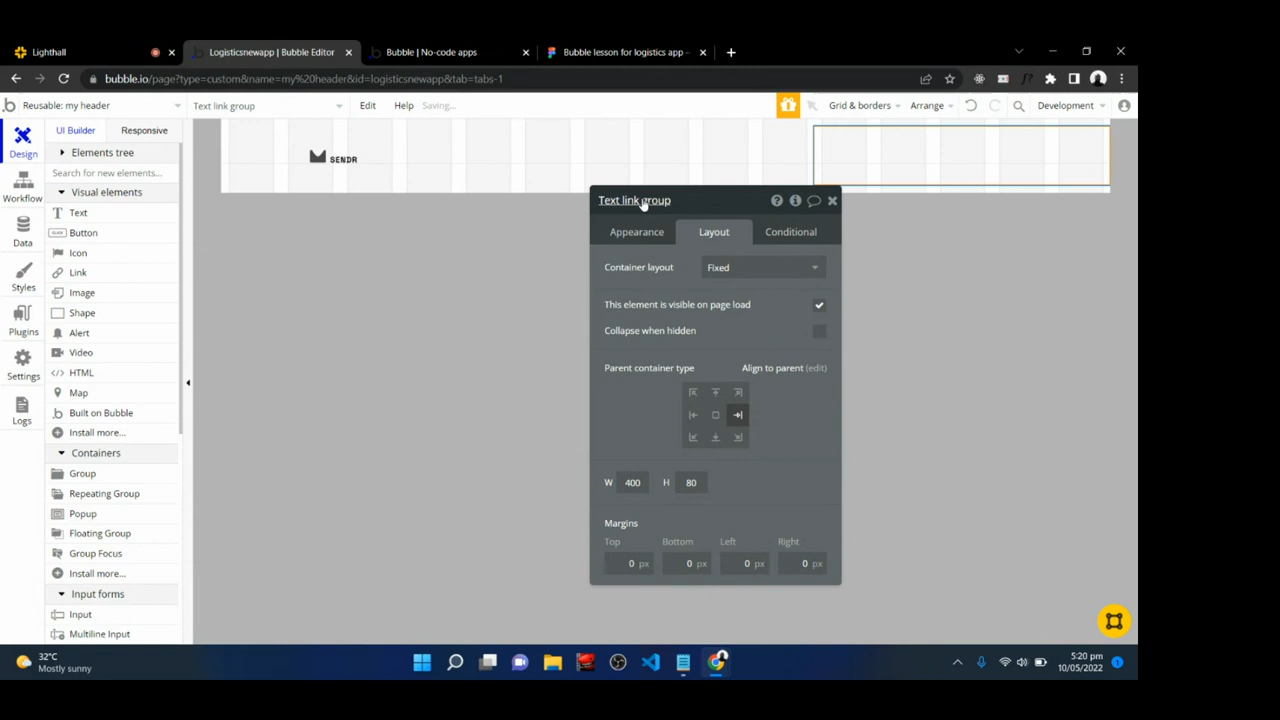 Lighthall
Logisticsnewapp | Bubble Editor
Bubble | No-code apps
Bubble lesson for logistics app –
bubble.io/page?type=custom&name=my%20header&id=logisticsnewapp&tab=tabs-1
Reusable: my header
Text link group
Edit
Help
Saving...
Grid & borders
Arrange
Development
Design
Workflow
Data
Styles
Plugins
Settings
Logs
UI Builder
Responsive
Elements tree
Search for new elements...
Visual elements
Text
Button
Icon
Link
Image
Shape
Alert
Video
HTML
Map
Built on Bubble
Install more...
Containers
Group
Repeating Group
Popup
Floating Group
Group Focus
Install more...
Input forms
Input
Multiline Input
SENDR
Text link group
Appearance
Layout
Conditional
Container layout
Fixed
This element is visible on page load
Collapse when hidden
Parent container type
Align to parent (edit)
W 400 H 80
Margins
Top Bottom Left Right
0 px 0 px 0 px 0 px
32°C
Mostly sunny
5:20 pm
10/05/2022
1